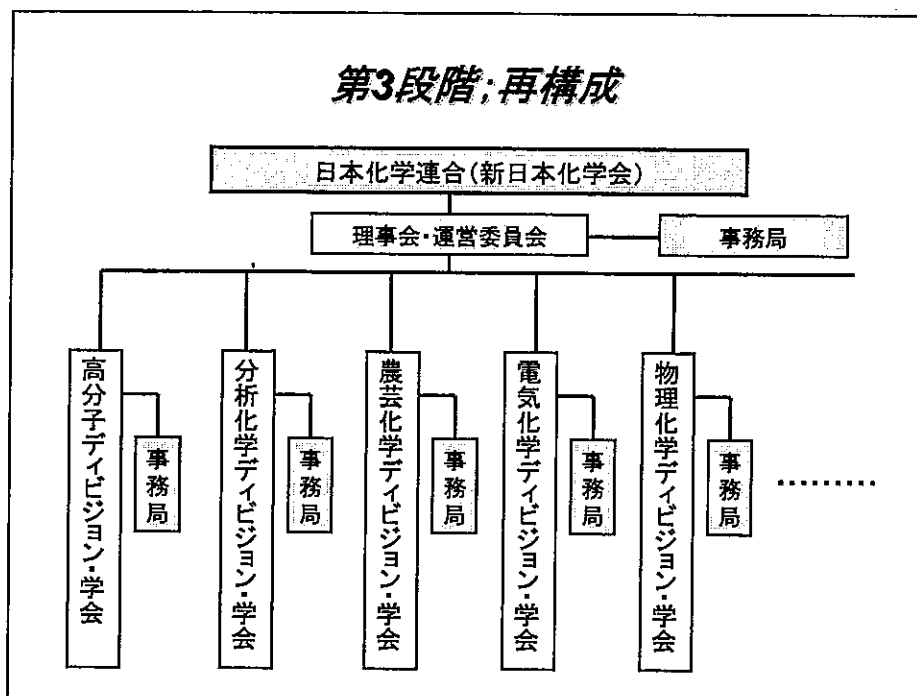 第3段階;再構成
日本化学連合(新日本化学会)
理事会・運営委員会
事務局
高分子ディビジョン・学会
事務局
分析化学ディビジョン・学会
事務局
農芸化学ディビジョン・学会
事務局
電気化学ディビジョン・学会
事務局
物理化学ディビジョン・学会
事務局
………